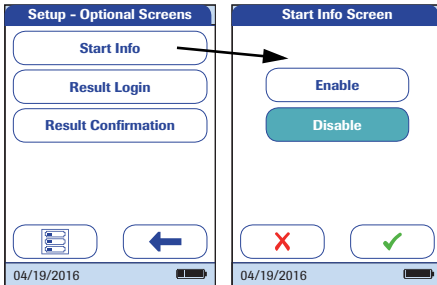 Setup - Optional Screens
Start Info
Result Login
Result Confirmation
04/19/2016
Start Info Screen
Enable
Disable
04/19/2016